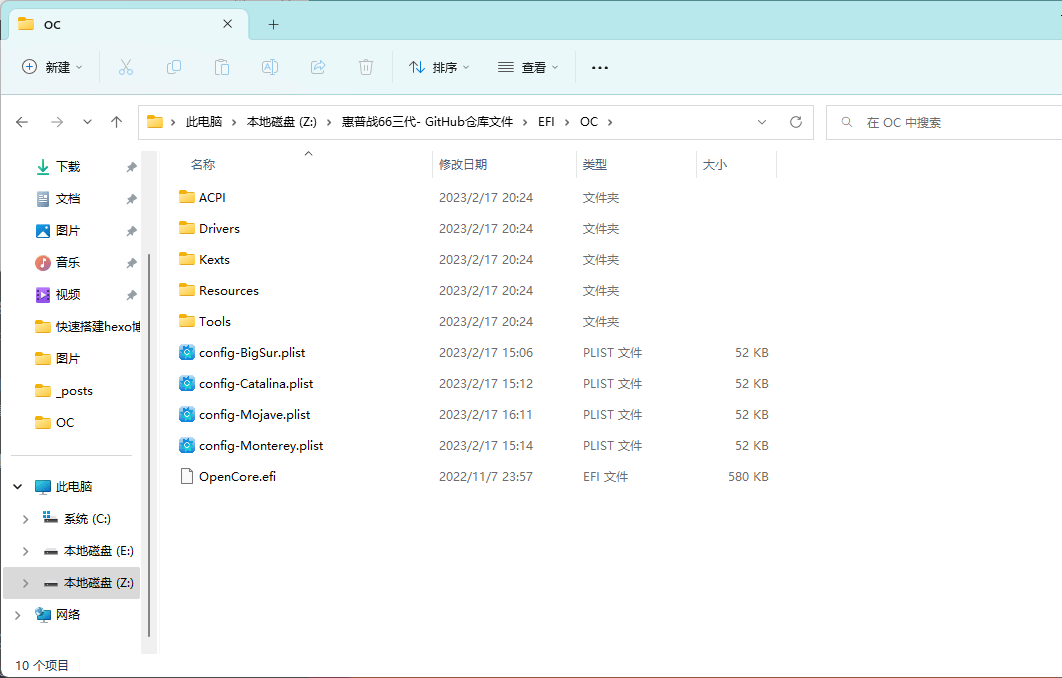 OC
新建
排序
查看
此电脑 本地磁盘 (Z:) 惠普战66三代- GitHub仓库文件 EFI OC
在 OC 中搜索
下载
文档
图片
音乐
视频
快速搭建hexo博
图片
_posts
OC
此电脑
系统 (C:)
本地磁盘 (E:)
本地磁盘 (Z:)
网络
名称 修改日期 类型 大小
ACPI 2023/2/17 20:24 文件夹
Drivers 2023/2/17 20:24 文件夹
Kexts 2023/2/17 20:24 文件夹
Resources 2023/2/17 20:24 文件夹
Tools 2023/2/17 20:24 文件夹
config-BigSur.plist 2023/2/17 15:06 PLIST 文件 52 KB
config-Catalina.plist 2023/2/17 15:12 PLIST 文件 52 KB
config-Mojave.plist 2023/2/17 16:11 PLIST 文件 52 KB
config-Monterey.plist 2023/2/17 15:14 PLIST 文件 52 KB
OpenCore.efi 2022/11/7 23:57 EFI 文件 580 KB
10 个项目